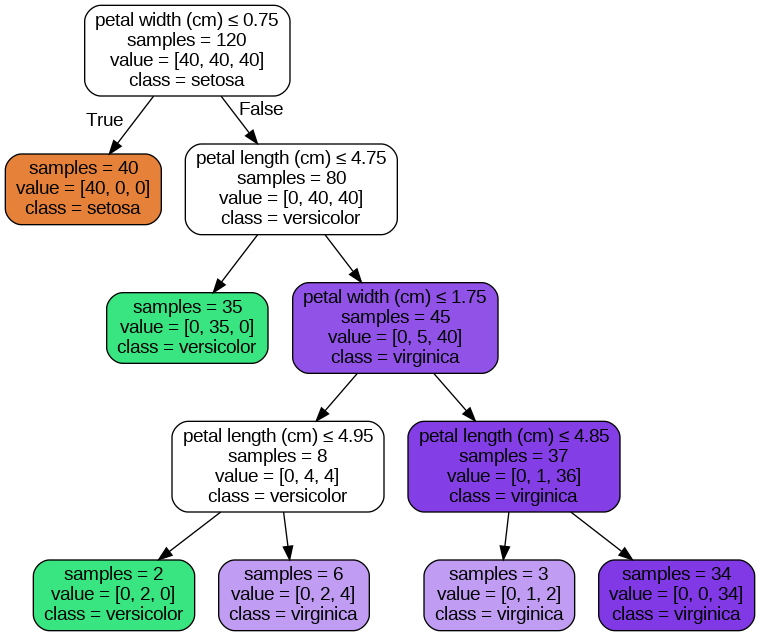 petal width (cm) ≤ 0.75
samples = 120
value = [40, 40, 40]
class = setosa
True
False
samples = 40
value = [40, 0, 0]
class = setosa
petal length (cm) ≤ 4.75
samples = 80
value = [0, 40, 40]
class = versicolor
samples = 35
value = [0, 35, 0]
class = versicolor
petal width (cm) ≤ 1.75
samples = 45
value = [0, 5, 40]
class = virginica
petal length (cm) ≤ 4.95
samples = 8
value = [0, 4, 4]
class = versicolor
petal length (cm) ≤ 4.85
samples = 37
value = [0, 1, 36]
class = virginica
samples = 2
value = [0, 2, 0]
class = versicolor
samples = 6
value = [0, 2, 4]
class = virginica
samples = 3
value = [0, 1, 2]
class = virginica
samples = 34
value = [0, 0, 34]
class = virginica